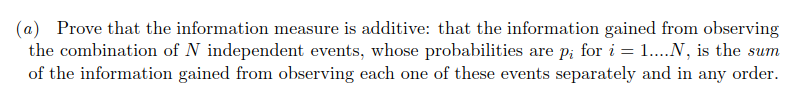 (a) Prove that the information measure is additive: that the information gained from observing
the combination of N independent events, whose probabilities are pᵢ for i = 1....N, is the sum
of the information gained from observing each one of these events separately and in any order.